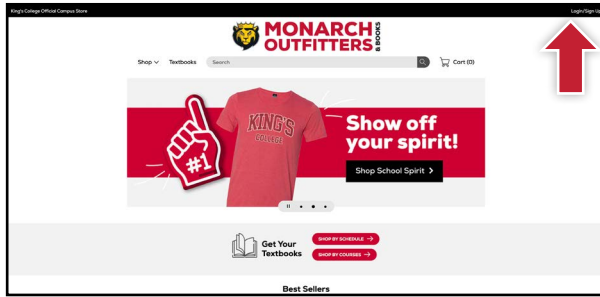 King's College Official Campus Store
Login/Sign Up
MONARCH
OUTFITTERS
& BOOKS
Shop
Textbooks
Search
Cart (0)
#1
KING'S
COLLEGE
Show off
your spirit!
Shop School Spirit
Get Your
Textbooks
SHOP BY SCHEDULE →
SHOP BY COURSES →
Best Sellers